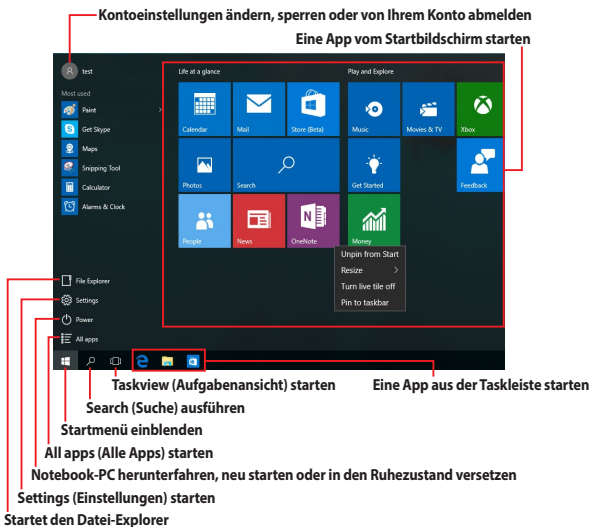 Kontoeinstellungen ändern, sperren oder von Ihrem Konto abmelden
Eine App vom Startbildschirm starten
test
Life at a glance
Play and Explore
Most used
Paint
Get Skype
Maps
Snipping Tool
Calculator
Alarms & Clock
Calendar
Mail
Store (Beta)
Music
Movies & TV
Xbox
Photos
Search
Get Started
Feedback
People
News
OneNote
Money
Unpin from Start
Resize
Turn live tile off
Pin to taskbar
File Explorer
Settings
Power
All apps
Taskview (Aufgabenansicht) starten
Eine App aus der Taskleiste starten
Search (Suche) ausführen
Startmenü einblenden
All apps (Alle Apps) starten
Notebook-PC herunterfahren, neu starten oder in den Ruhezustand versetzen
Settings (Einstellungen) starten
Startet den Datei-Explorer